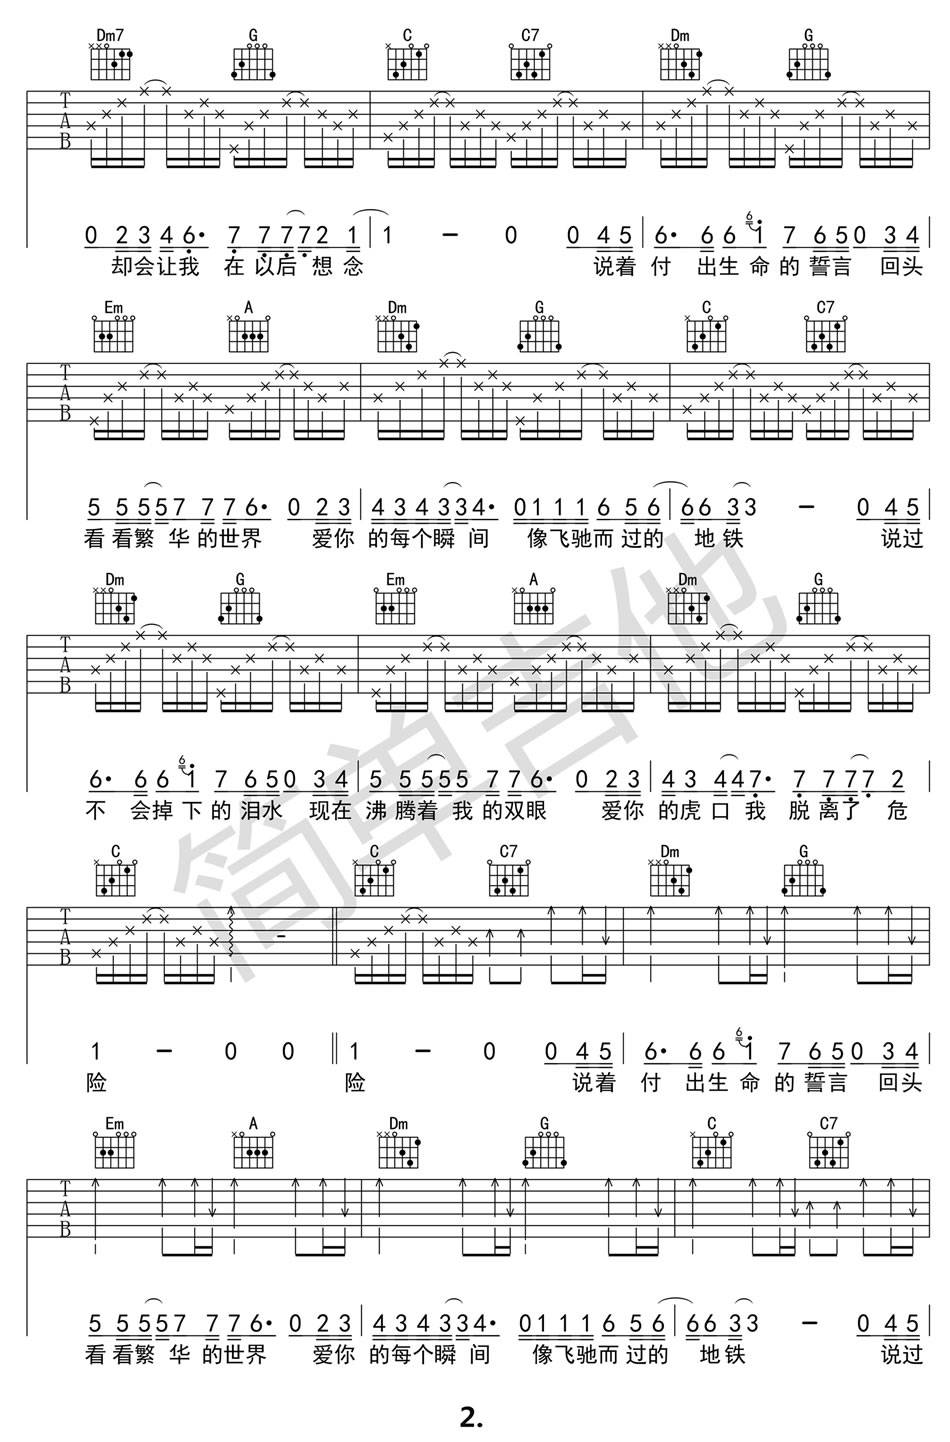 Dm7 G C C7 Dm G
T A B
0 2 3 4 6• 7 7 7 7 2 1 | 1 － 0 0 4 5 | 6• 6 6 6 1 7 6 5 0 3 4
却会让我 在 以后 想 念 说着 付 出生 命 的 誓言 回头
Em A Dm G C C7
T A B
5 5 5 5 7 7 7 6• 0 2 3 | 4 3 4 3 3 4• 0 1 1 1 6 5 6 | 6 6 3 3 － 0 4 5
看 看繁 华 的世界 爱你 的每个瞬 间 像飞驰而 过的 地 铁 说过
Dm G Em A Dm G
T A B
6• 6 6 6 1 7 6 5 0 3 4 | 5 5 5 5 5 7 7 6• 0 2 3 | 4 3 4 4 7• 7 7 7 7 2
不 会掉 下 的 泪水 现在 沸 腾着 我 的双眼 爱你 的虎 口 我 脱 离了 危
C C C7 Dm G
T A B
1 － 0 0 1 － 0 0 4 5 | 6• 6 6 6 1 7 6 5 0 3 4
险 险 说着 付 出生 命 的 誓言 回头
Em A Dm G C C7
T A B
5 5 5 5 7 7 7 6• 0 2 3 | 4 3 4 3 3 4• 0 1 1 1 6 5 6 | 6 6 3 3 － 0 4 5
看 看繁 华 的世界 爱你 的每个瞬 间 像飞驰而 过的 地 铁 说过
简单吉他
2.